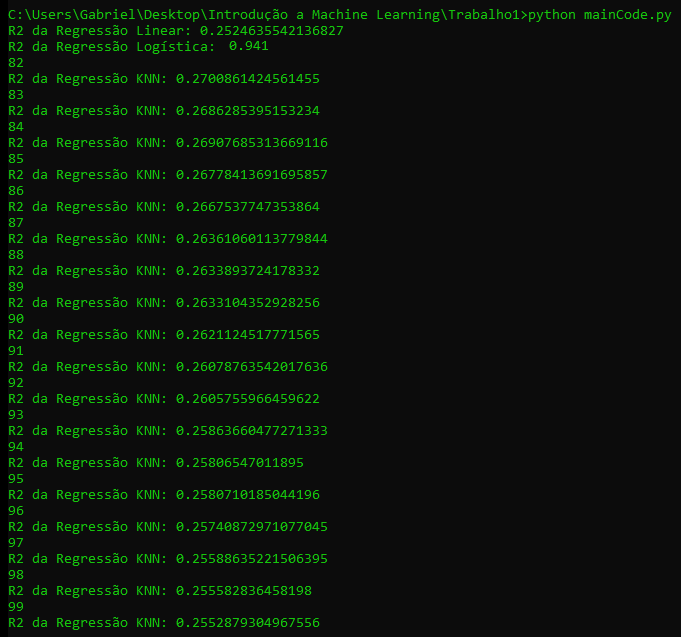 C:\Users\Gabriel\Desktop\Introdução a Machine Learning\Trabalho1>python mainCode.py
R2 da Regressão Linear: 0.2524635542136827
R2 da Regressão Logística: 0.941
82
R2 da Regressão KNN: 0.2700861424561455
83
R2 da Regressão KNN: 0.2686285395153234
84
R2 da Regressão KNN: 0.26907685313669116
85
R2 da Regressão KNN: 0.26778413691695857
86
R2 da Regressão KNN: 0.2667537747353864
87
R2 da Regressão KNN: 0.26361060113779844
88
R2 da Regressão KNN: 0.2633893724178332
89
R2 da Regressão KNN: 0.2633104352928256
90
R2 da Regressão KNN: 0.2621124517771565
91
R2 da Regressão KNN: 0.26078763542017636
92
R2 da Regressão KNN: 0.2605755966459622
93
R2 da Regressão KNN: 0.25863660477271333
94
R2 da Regressão KNN: 0.25806547011895
95
R2 da Regressão KNN: 0.2580710185044196
96
R2 da Regressão KNN: 0.25740872971077045
97
R2 da Regressão KNN: 0.25588635221506395
98
R2 da Regressão KNN: 0.255582836458198
99
R2 da Regressão KNN: 0.2552879304967556